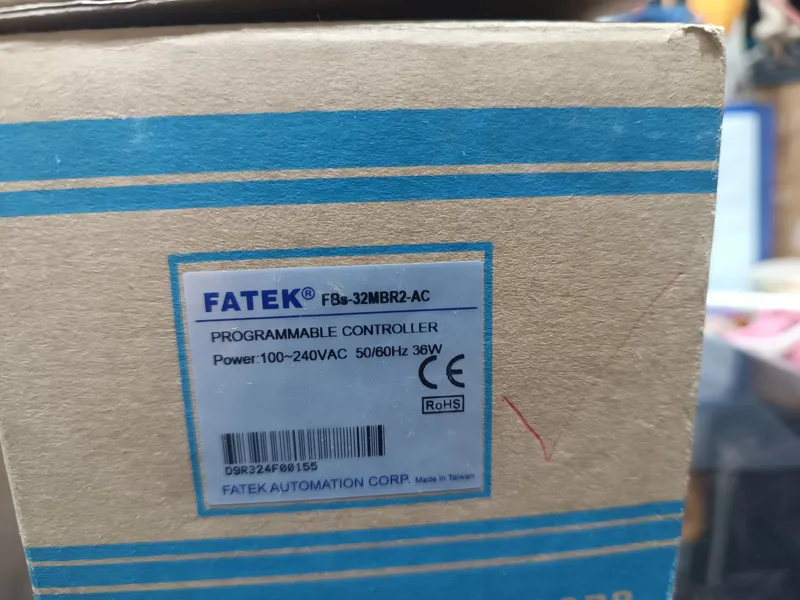 FATEK® FBs-32MBR2-AC
PROGRAMMABLE CONTROLLER
Power:100~240VAC 50/60Hz 36W
CE
RoHS
D9R324F00155
FATEK AUTOMATION CORP. Made in Taiwan